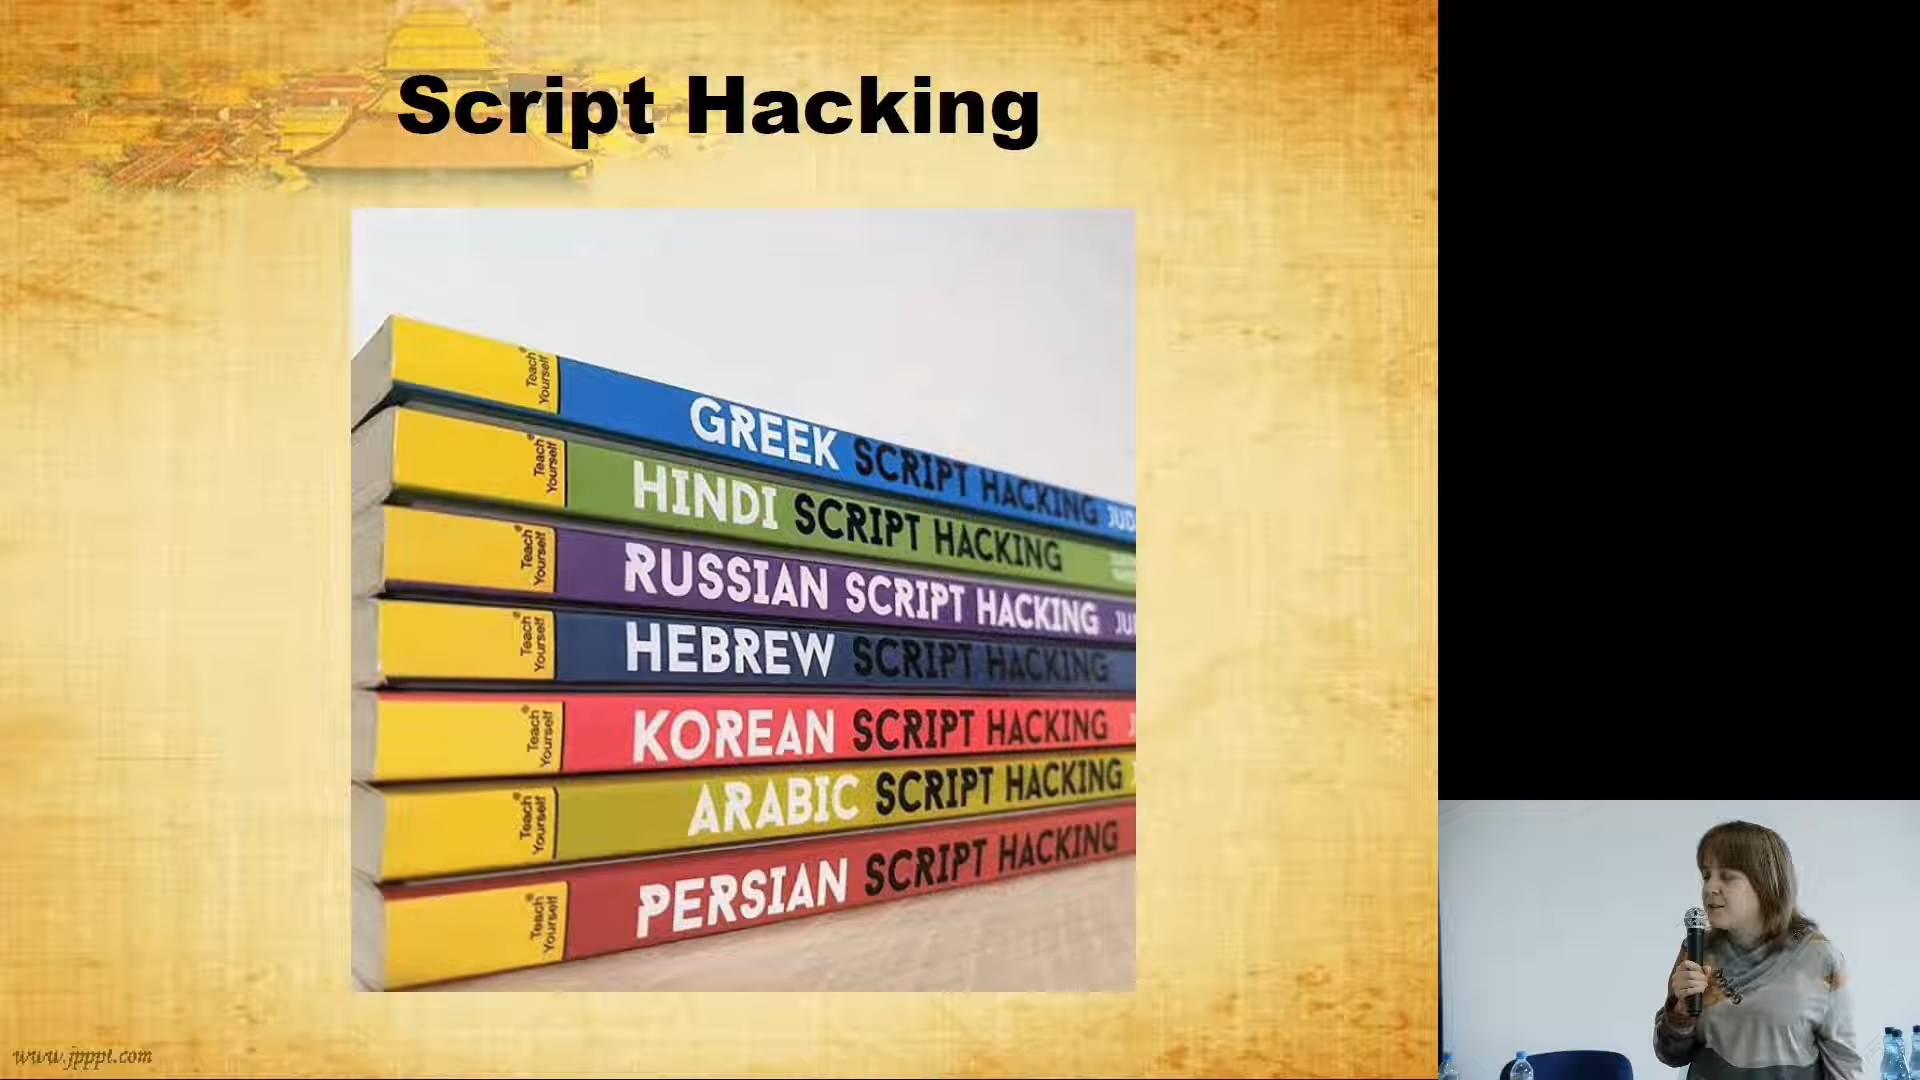 Script Hacking
Teach Yourself GREEK SCRIPT HACKING
Teach Yourself HINDI SCRIPT HACKING
Teach Yourself RUSSIAN SCRIPT HACKING
Teach Yourself HEBREW SCRIPT HACKING
Teach Yourself KOREAN SCRIPT HACKING
Teach Yourself ARABIC SCRIPT HACKING
Teach Yourself PERSIAN SCRIPT HACKING
www.jpppt.com